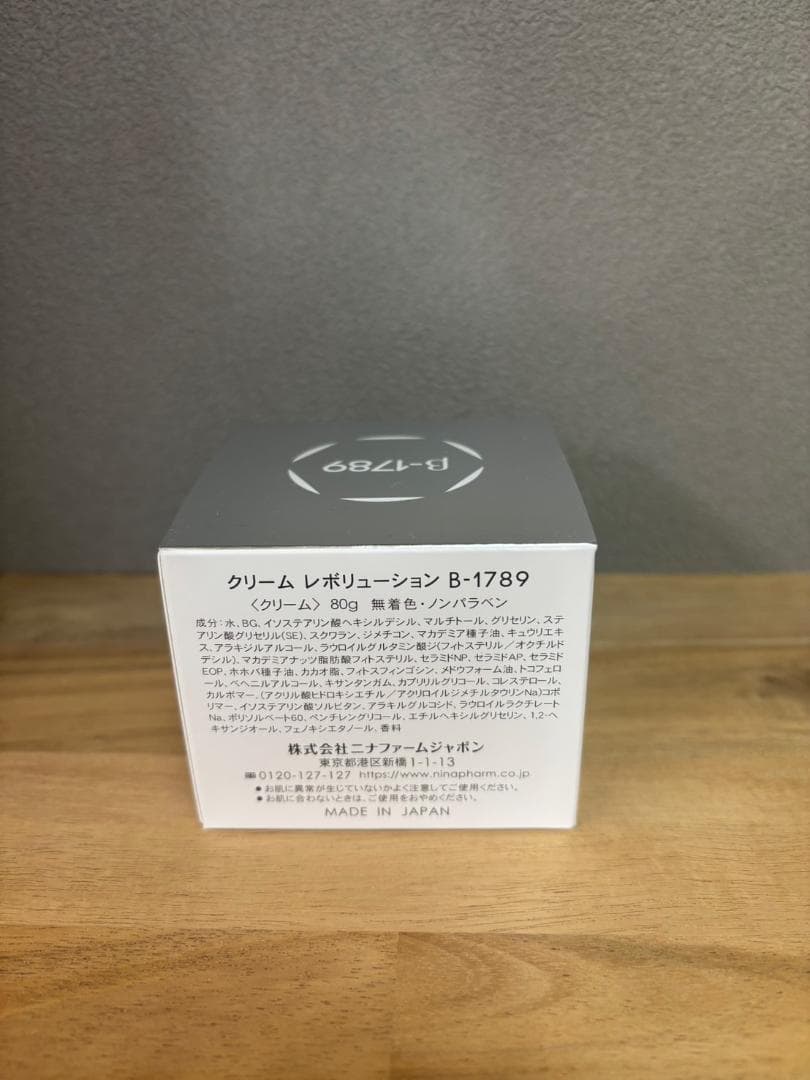 β-1789
クリーム レボリューション B-1789
〈クリーム〉 80g 無着色・ノンパラベン
成分：水、BG、イソステアリン酸ヘキシルデシル、マルチトール、グリセリン、ステ
アリン酸グリセリル(SE)、スクワラン、ジメチコン、マカデミア種子油、キュウリエキ
ス、アラキジルアルコール、ラウロイルグルタミン酸ジ(フィトステリル／オクチルド
デシル)、マカデミアナッツ脂肪酸フィトステリル、セラミドNP、セラミドAP、セラミド
EOP、ホホバ種子油、カカオ脂、フィトスフィンゴシン、メドウフォーム油、トコフェロ
ール、ベヘニルアルコール、キサンタンガム、カプリリルグリコール、コレステロール、
カルボマー、(アクリル酸ヒドロキシエチル／アクリロイルジメチルタウリンNa)コポ
リマー、イソステアリン酸ソルビタン、アラキルグルコシド、ラウロイルラクチレート
Na、ポリソルベート60、ペンチレングリコール、エチルヘキシルグリセリン、1,2-ヘ
キサンジオール、フェノキシエタノール、香料
株式会社ニナファームジャポン
東京都港区新橋1-1-13
0120-127-127 https://www.ninapharm.co.jp
● お肌に異常が生じていないかよく注意してご使用ください。
● お肌に合わないときは、ご使用をおやめください。
MADE IN JAPAN